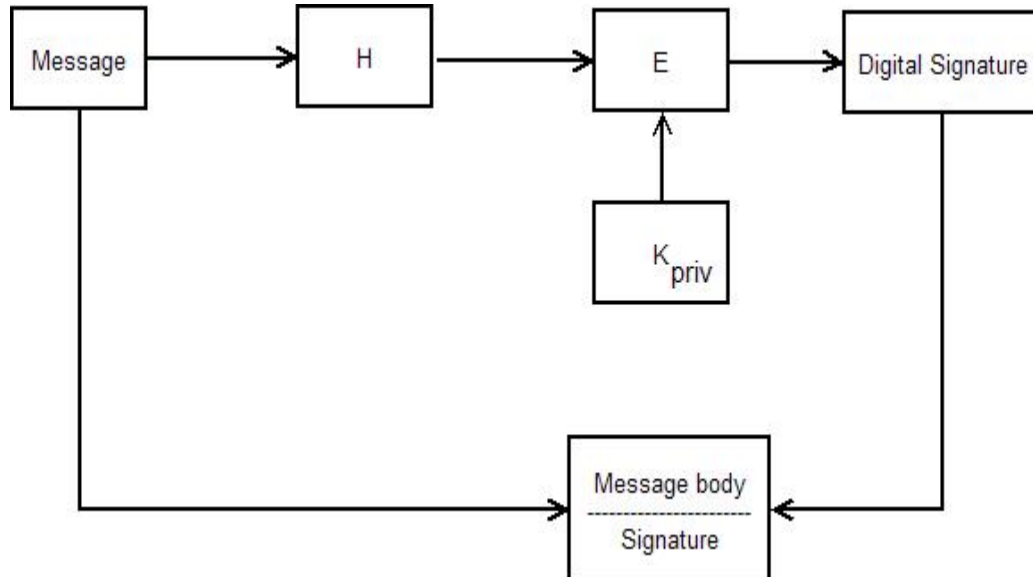 Message
H
E
Digital Signature
K priv
Message body
Signature